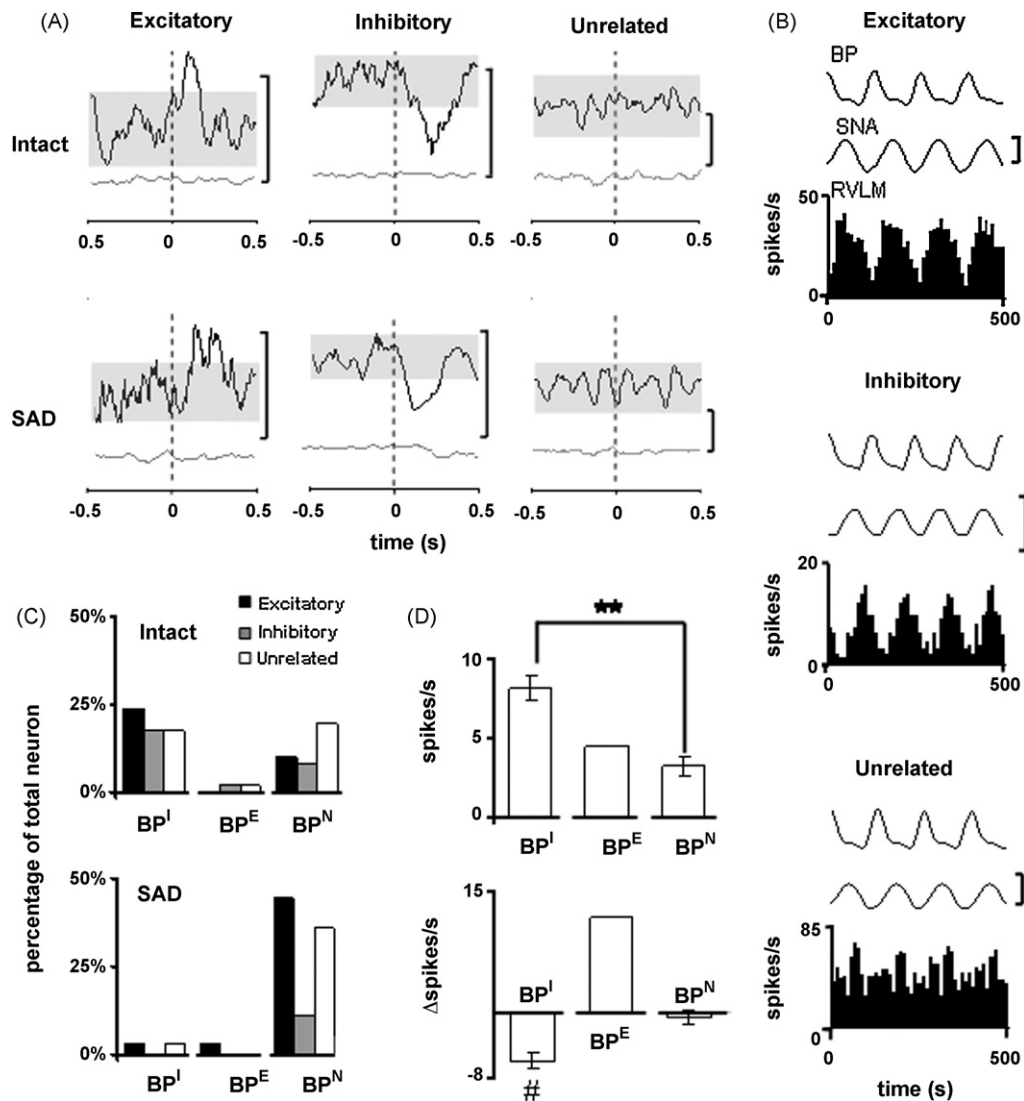 (A)
Excitatory
Inhibitory
Unrelated
Intact
0.5 0 0.5
-0.5 0 0.5
-0.5 0 0.5
SAD
-0.5 0 0.5
-0.5 0 0.5
-0.5 0 0.5
time (s)
(B)
Excitatory
BP
SNA
RVLM
50
spikes/s
0
0 500
Inhibitory
20
spikes/s
0
0 500
Unrelated
85
spikes/s
0
0 500
time (s)
(C)
percentage of total neuron
50%
Intact
Excitatory
Inhibitory
Unrelated
25%
0%
BP^I BP^E BP^N
50%
SAD
25%
0%
BP^I BP^E BP^N
(D)
**
10
spikes/s
5
0
BP^I BP^E BP^N
15
Δspikes/s
BP^I
BP^E
BP^N
-8
#